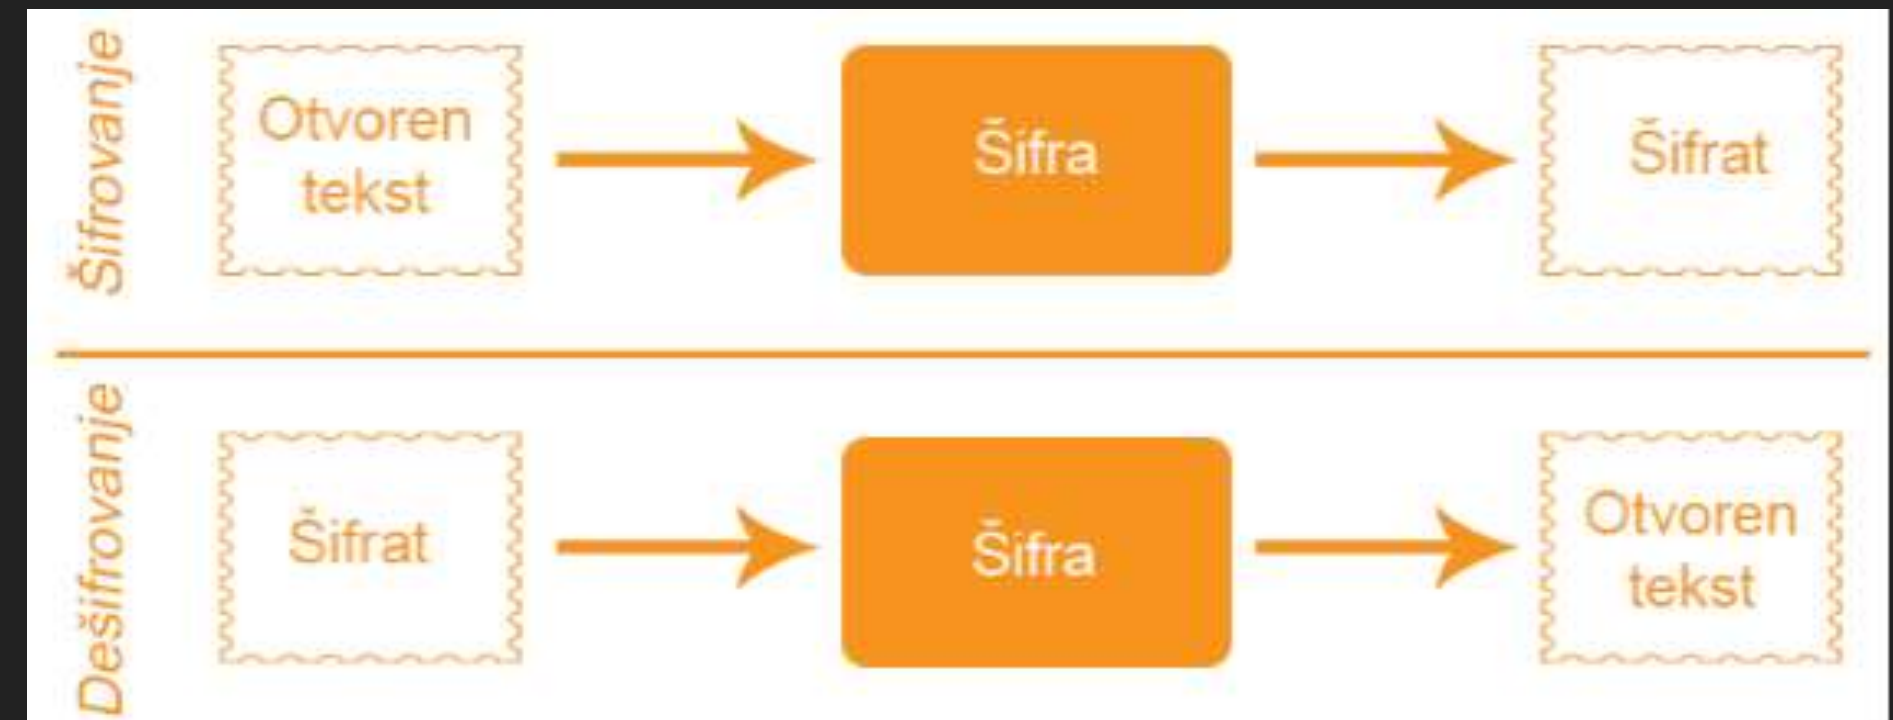 Šifrovanje
Otvoren
tekst
Šifra
Šifrat
Dešifrovanje
Šifrat
Šifra
Otvoren
tekst